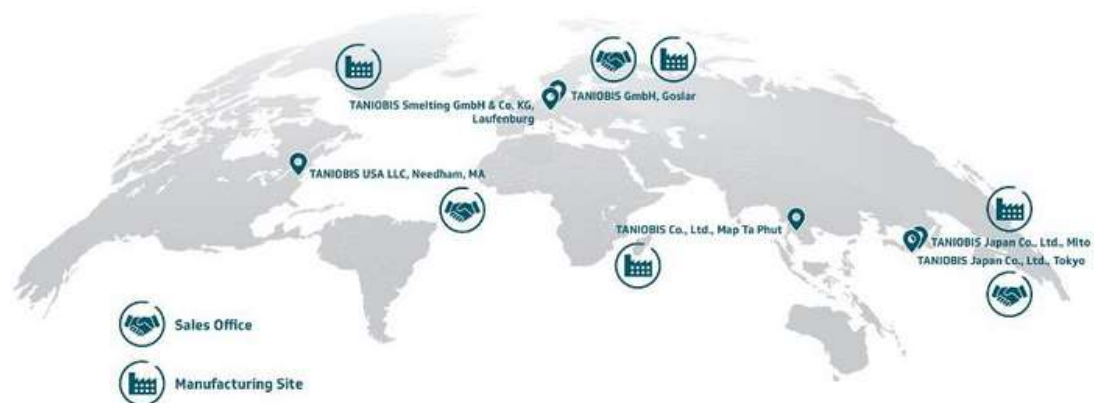 TANIOBIS Smelting GmbH & Co. KG,
Laufenburg
TANIOBIS GmbH, Goslar
TANIOBIS USA LLC, Needham, MA
TANIOBIS Co., Ltd., Map Ta Phut
TANIOBIS Japan Co., Ltd., Mito
TANIOBIS Japan Co., Ltd., Tokyo
Sales Office
Manufacturing Site